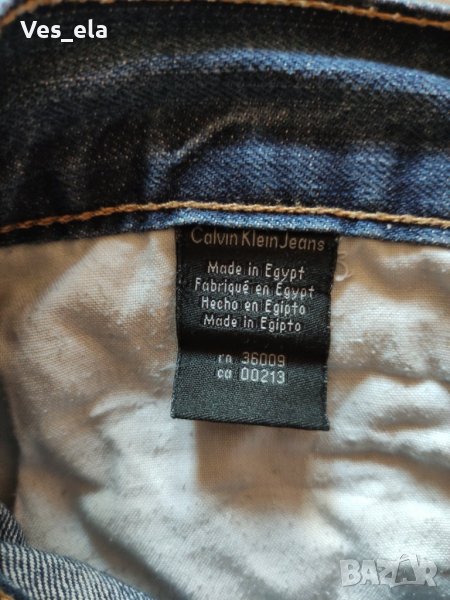 Ves_ela
Calvin Klein Jeans
Made in Egypt
Fabriqué en Egypt
Hecho en Egipto
Made in Egipto
rn 36009
ca 00213
BAZAR